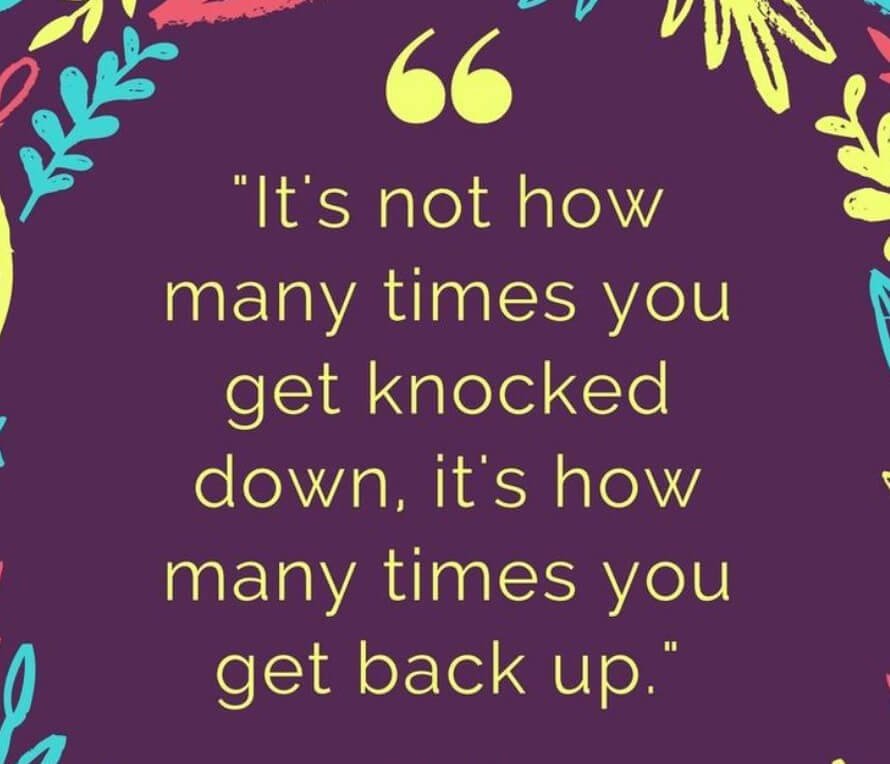 "It's not how
many times you
get knocked
down, it's how
many times you
get back up."